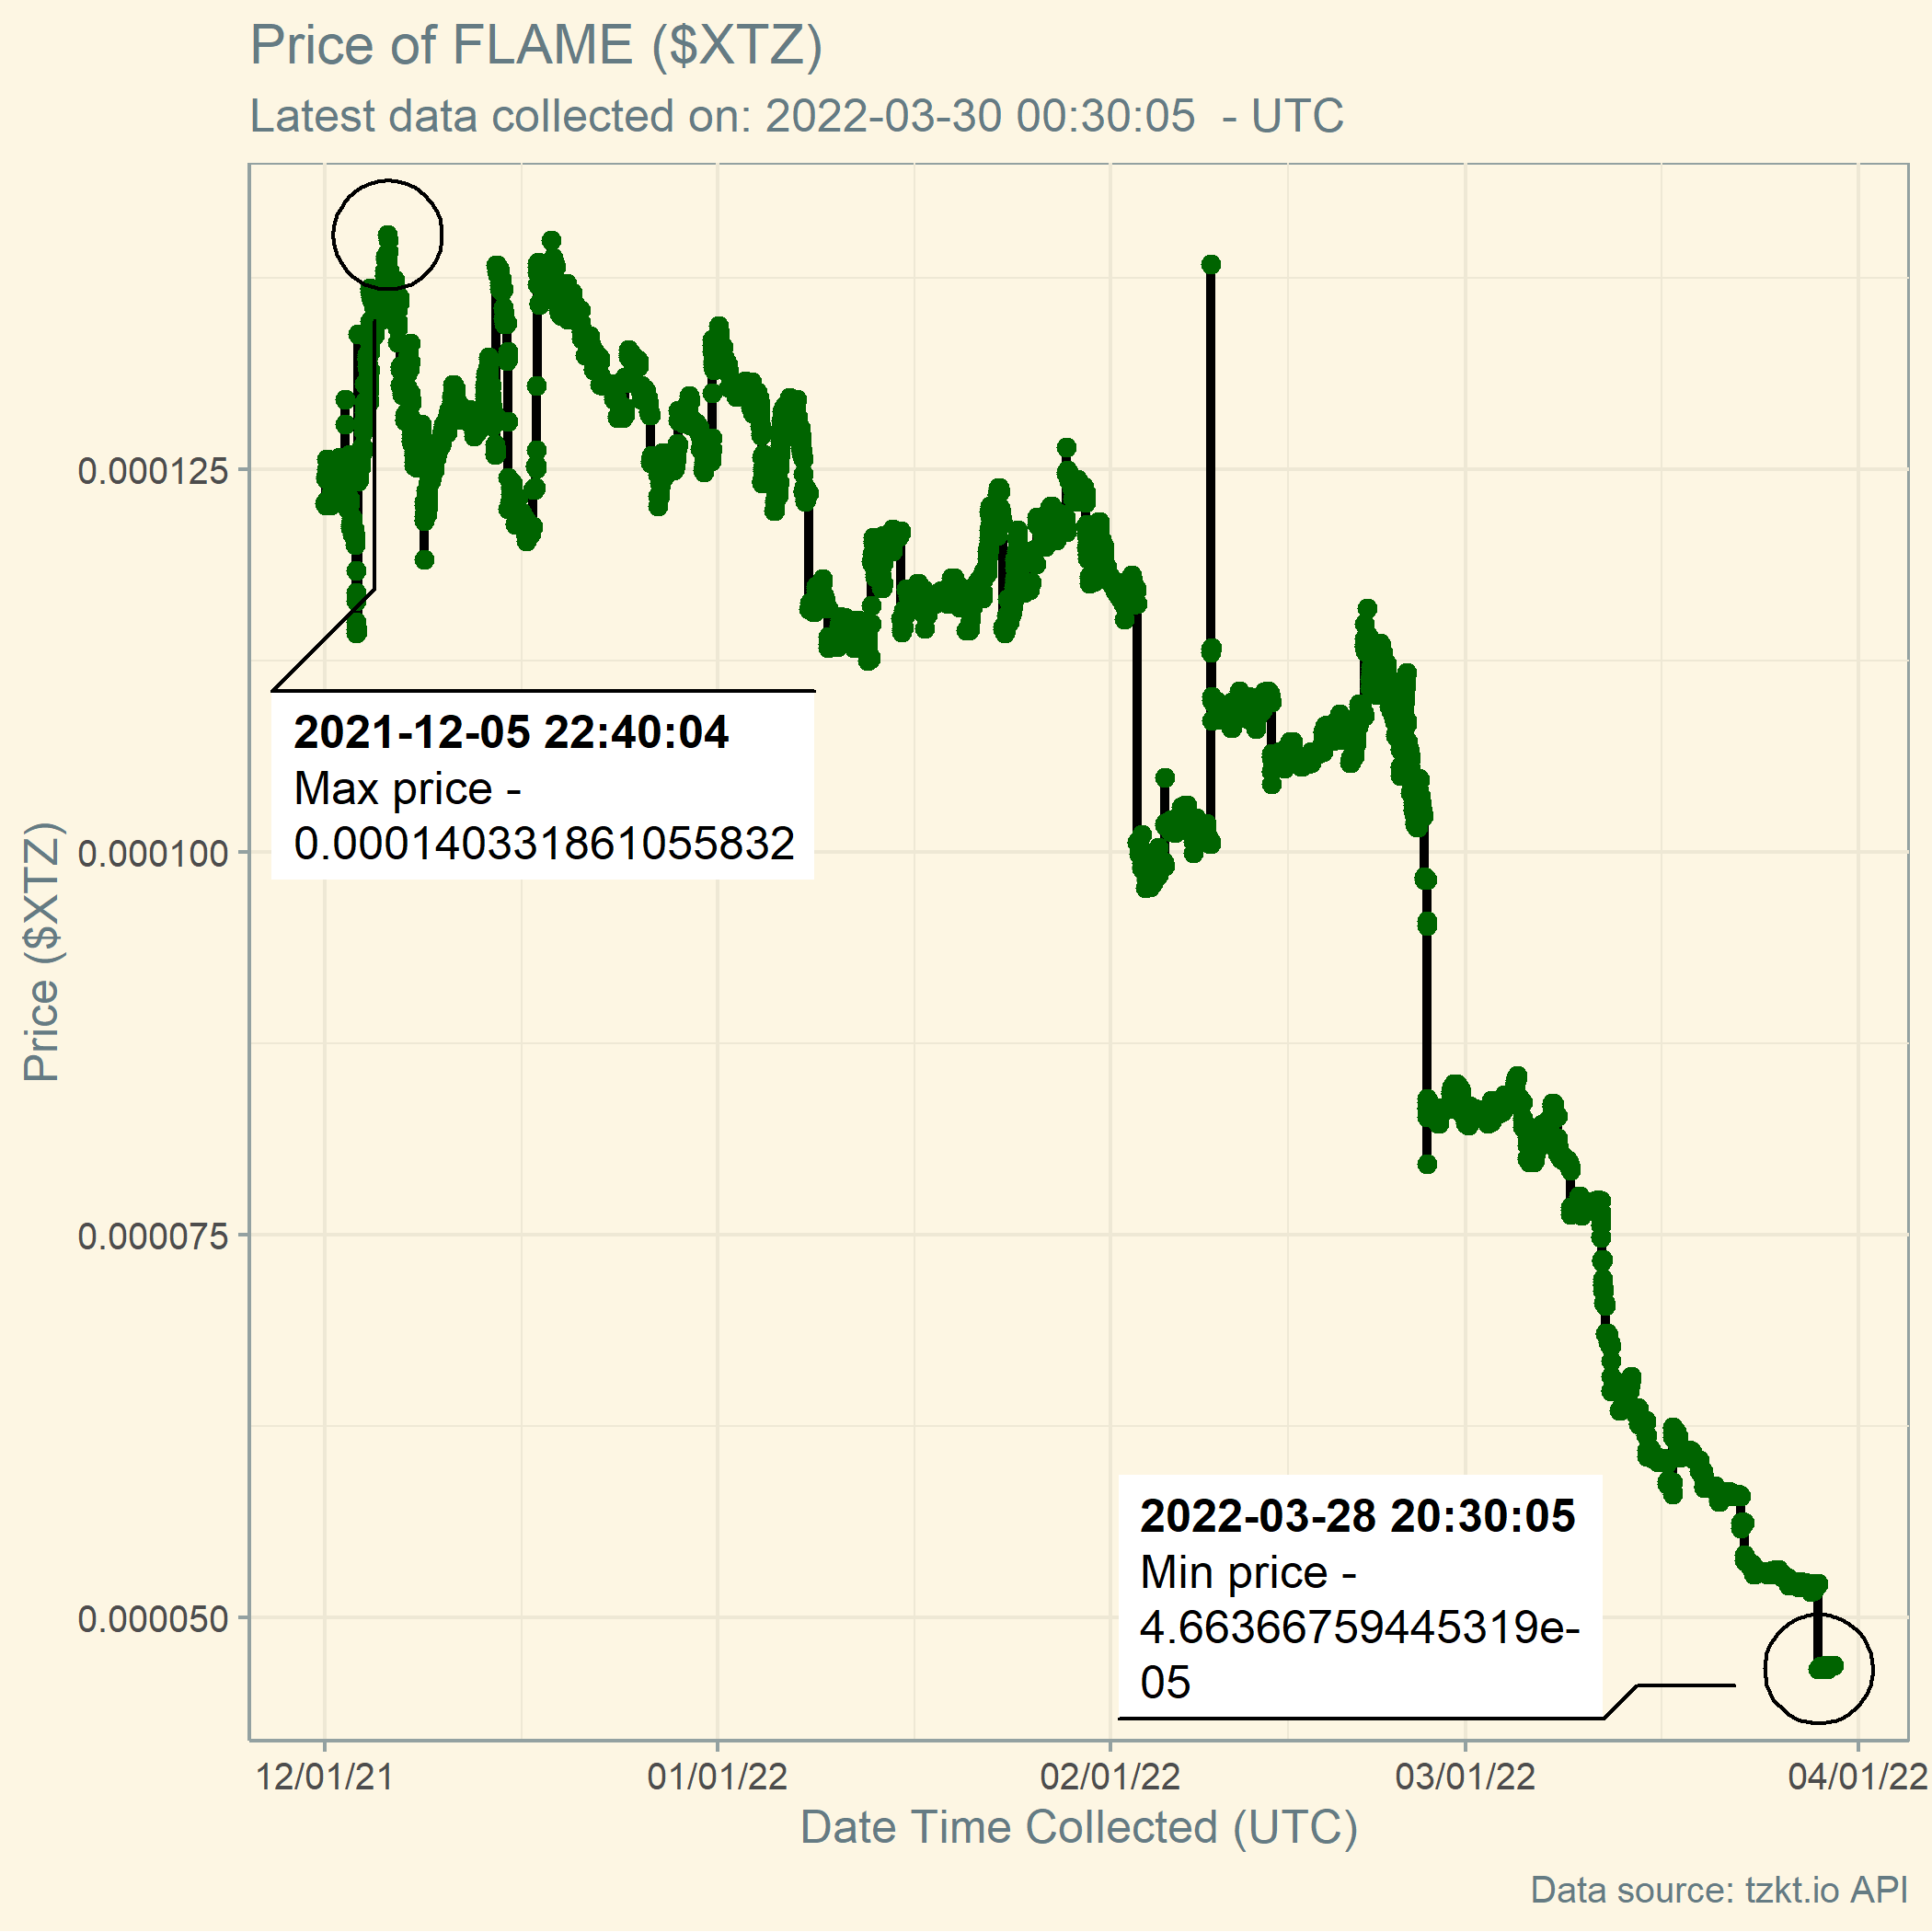 Price of FLAME ($XTZ)
Latest data collected on: 2022-03-30 00:30:05  - UTC
Price ($XTZ)
0.000125
0.000100
0.000075
0.000050
2021-12-05 22:40:04
Max price -
0.000140331861055832
2022-03-28 20:30:05
Min price -
4.66366759445319e-
05
12/01/21
01/01/22
02/01/22
03/01/22
04/01/22
Date Time Collected (UTC)
Data source: tzkt.io API